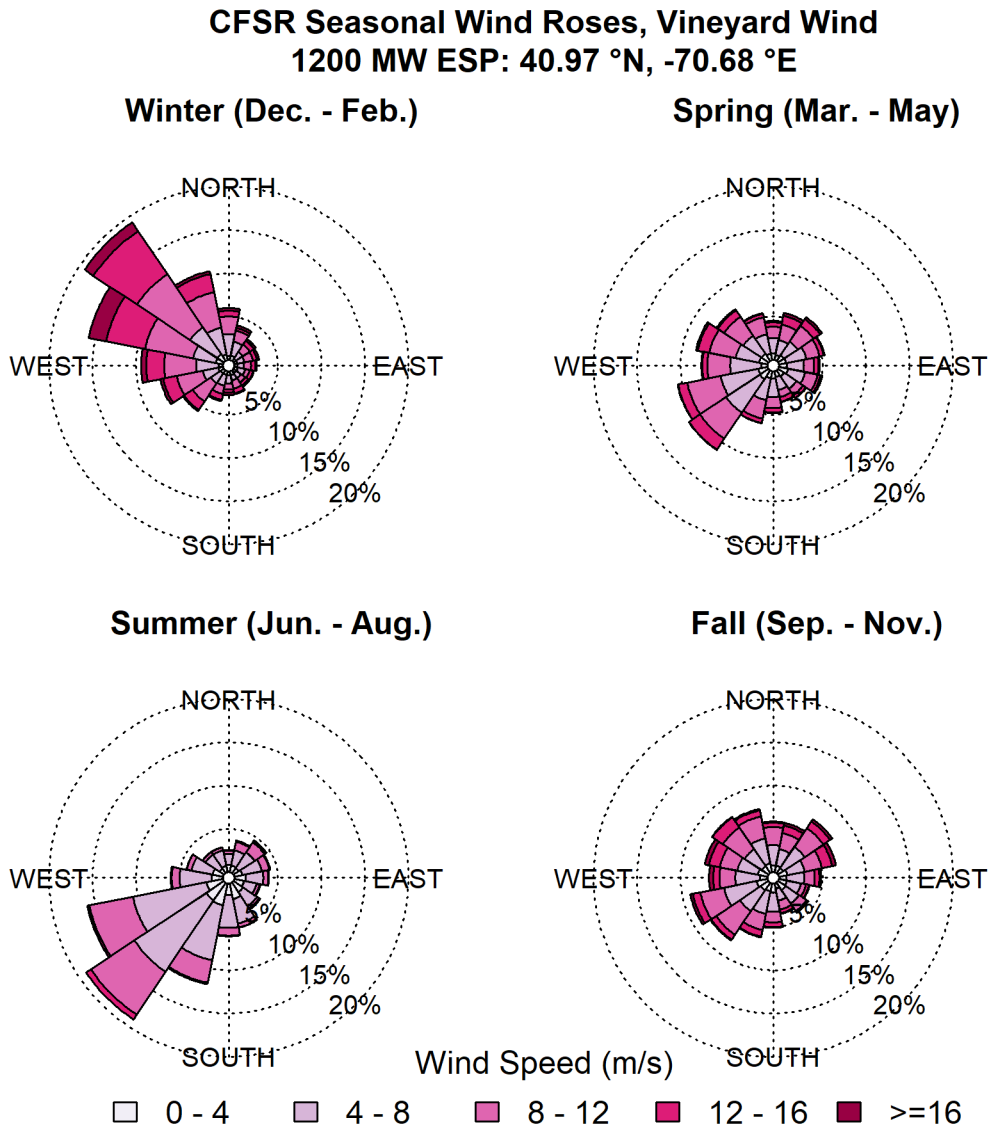 CFSR Seasonal Wind Roses, Vineyard Wind
1200 MW ESP: 40.97 °N, -70.68 °E
Winter (Dec. - Feb.)
NORTH
WEST
EAST
SOUTH
5%
10%
15%
20%
Spring (Mar. - May)
NORTH
WEST
EAST
SOUTH
5%
10%
15%
20%
Summer (Jun. - Aug.)
NORTH
WEST
EAST
SOUTH
5%
10%
15%
20%
Fall (Sep. - Nov.)
NORTH
WEST
EAST
SOUTH
5%
10%
15%
20%
Wind Speed (m/s)
0 - 4 4 - 8 8 - 12 12 - 16 >=16